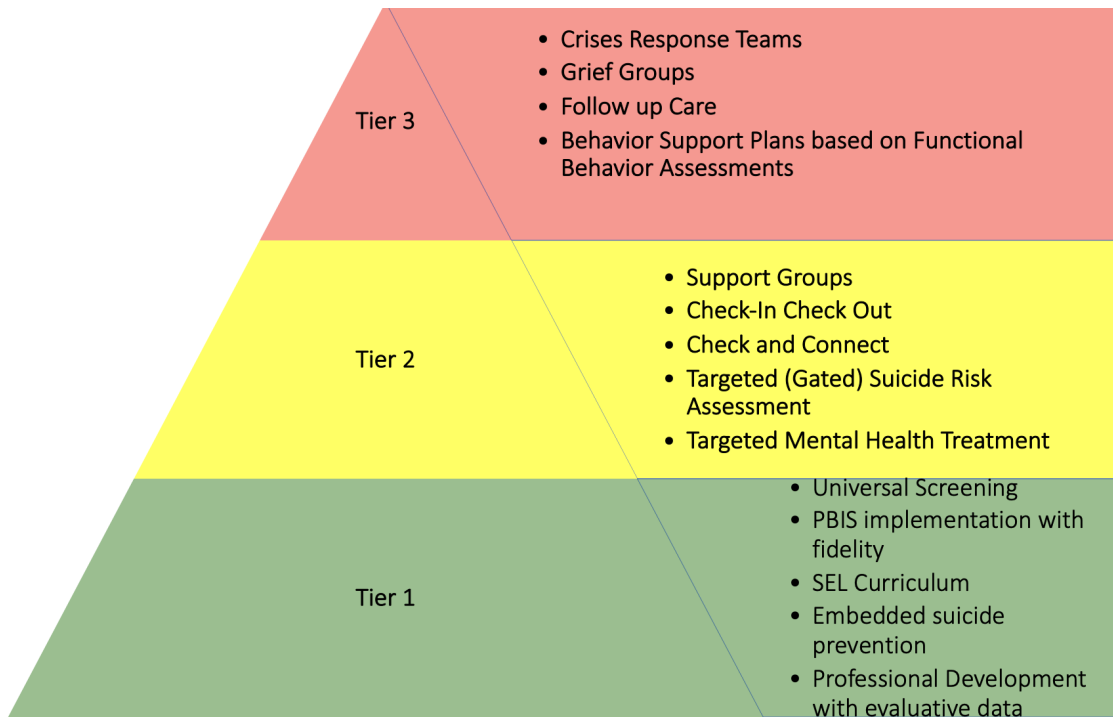 • Crises Response Teams
• Grief Groups
• Follow up Care
• Behavior Support Plans based on Functional
Behavior Assessments
Tier 3
• Support Groups
• Check-In Check Out
• Check and Connect
• Targeted (Gated) Suicide Risk
Assessment
• Targeted Mental Health Treatment
Tier 2
• Universal Screening
• PBIS implementation with
fidelity
• SEL Curriculum
• Embedded suicide
prevention
• Professional Development
with evaluative data
Tier 1